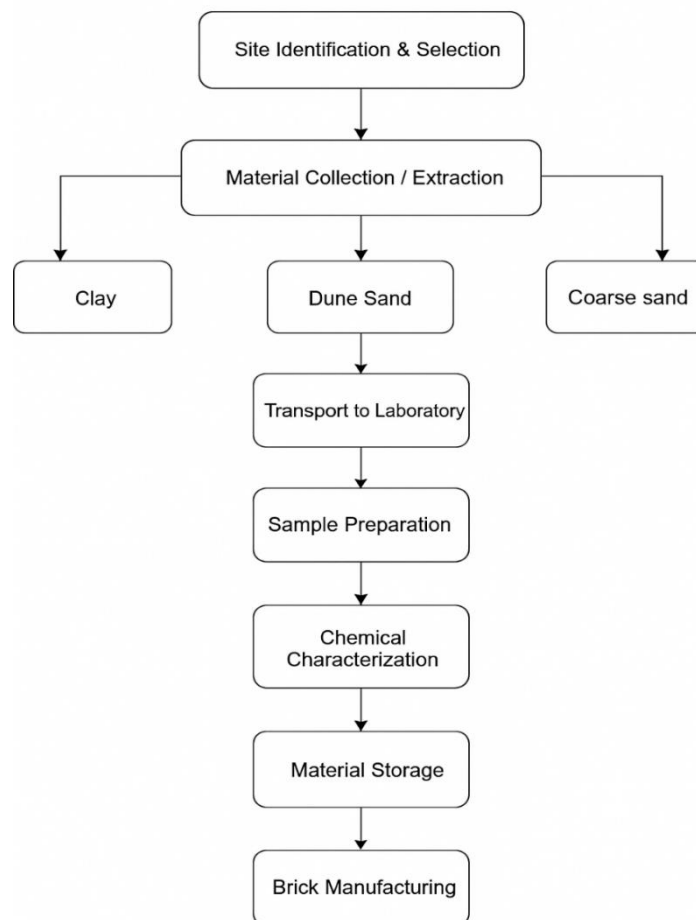 Site Identification & Selection
Material Collection / Extraction
Clay
Dune Sand
Coarse sand
Transport to Laboratory
Sample Preparation
Chemical
Characterization
Material Storage
Brick Manufacturing